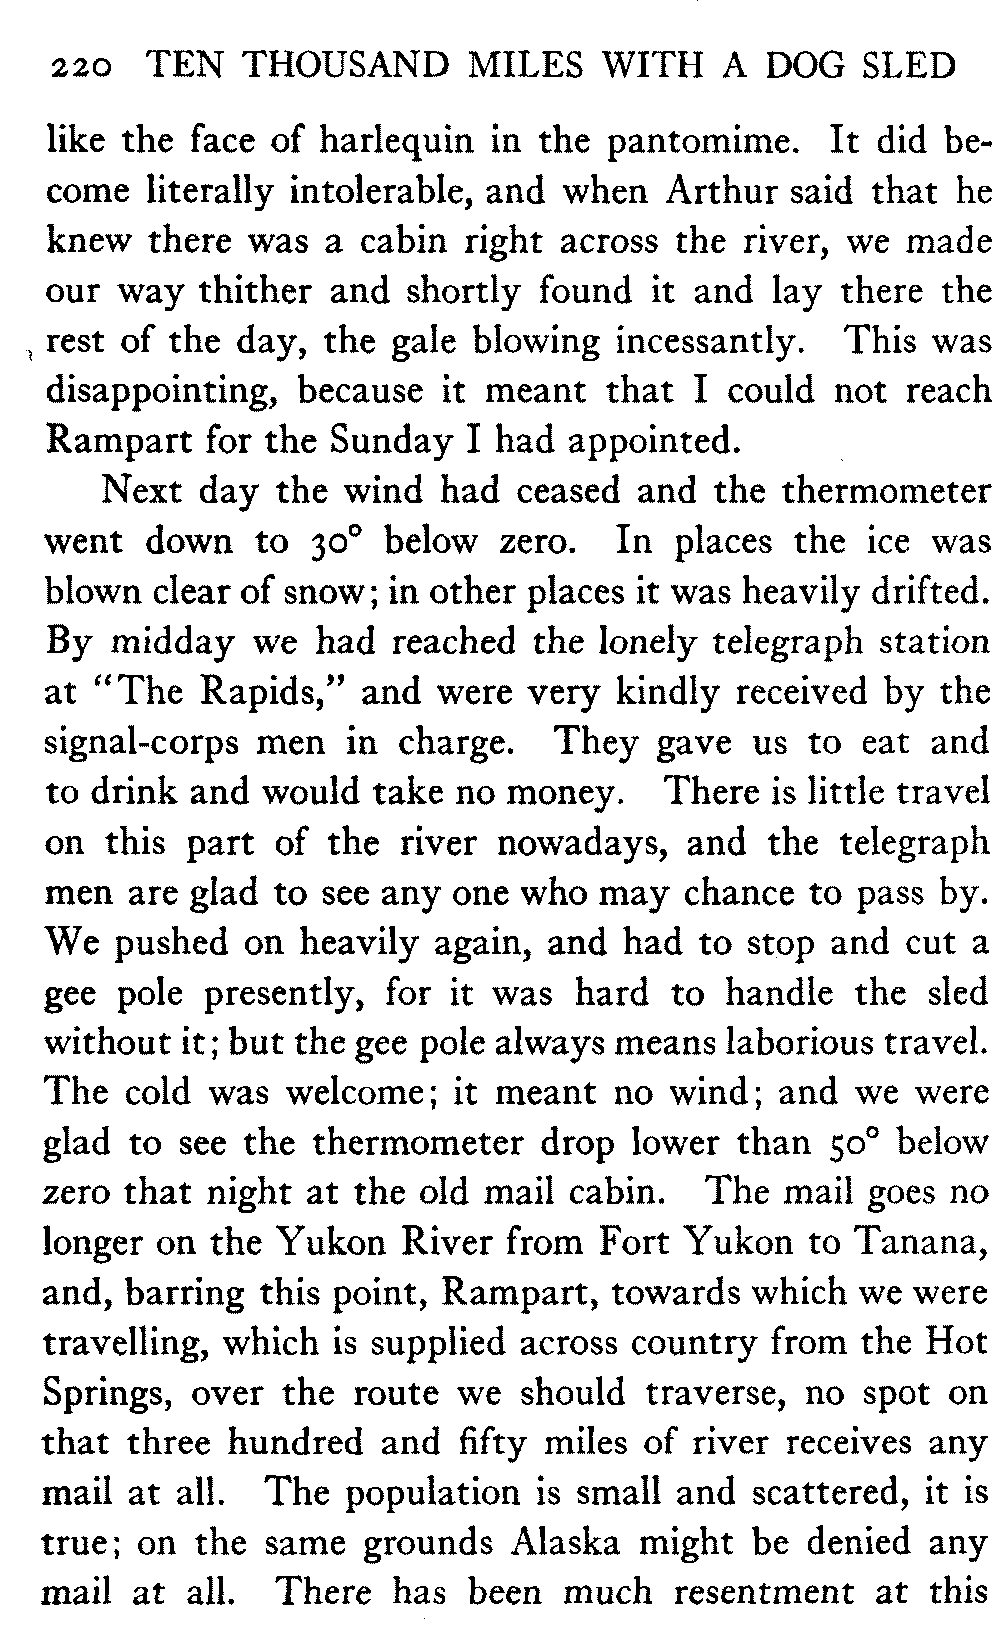 220 TEN THOUSAND MILES WITH A DOG SLED
like the face of harlequin in the pantomime. It did be-
come literally intolerable, and when Arthur said that he
knew there was a cabin right across the river, we made
our way thither and shortly found it and lay there the
rest of the day, the gale blowing incessantly. This was
disappointing, because it meant that I could not reach
Rampart for the Sunday I had appointed.
Next day the wind had ceased and the thermometer
went down to 30° below zero. In places the ice was
blown clear of snow; in other places it was heavily drifted.
By midday we had reached the lonely telegraph station
at "The Rapids," and were very kindly received by the
signal-corps men in charge. They gave us to eat and
to drink and would take no money. There is little travel
on this part of the river nowadays, and the telegraph
men are glad to see any one who may chance to pass by.
We pushed on heavily again, and had to stop and cut a
gee pole presently, for it was hard to handle the sled
without it; but the gee pole always means laborious travel.
The cold was welcome; it meant no wind; and we were
glad to see the thermometer drop lower than 50° below
zero that night at the old mail cabin. The mail goes no
longer on the Yukon River from Fort Yukon to Tanana,
and, barring this point, Rampart, towards which we were
travelling, which is supplied across country from the Hot
Springs, over the route we should traverse, no spot on
that three hundred and fifty miles of river receives any
mail at all. The population is small and scattered, it is
true; on the same grounds Alaska might be denied any
mail at all. There has been much resentment at this